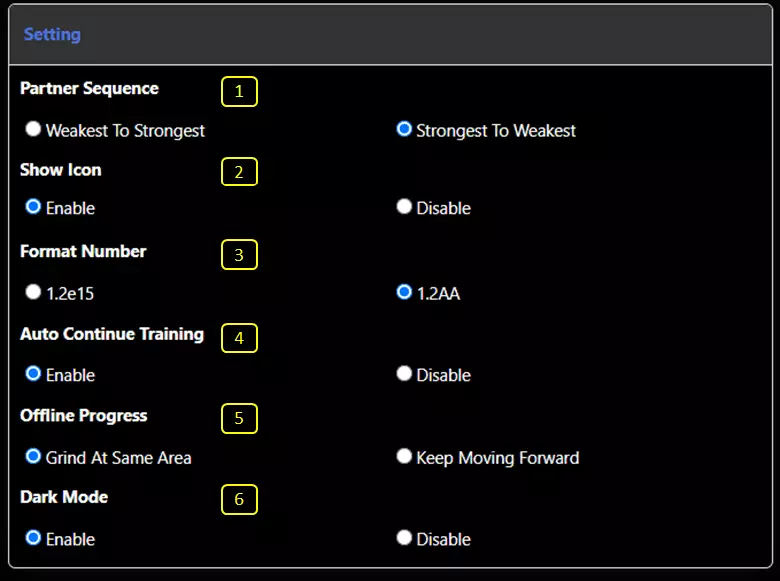 Setting
Partner Sequence 1
Weakest To Strongest Strongest To Weakest
Show Icon 2
Enable Disable
Format Number 3
1.2e15 1.2AA
Auto Continue Training 4
Enable Disable
Offline Progress 5
Grind At Same Area Keep Moving Forward
Dark Mode 6
Enable Disable